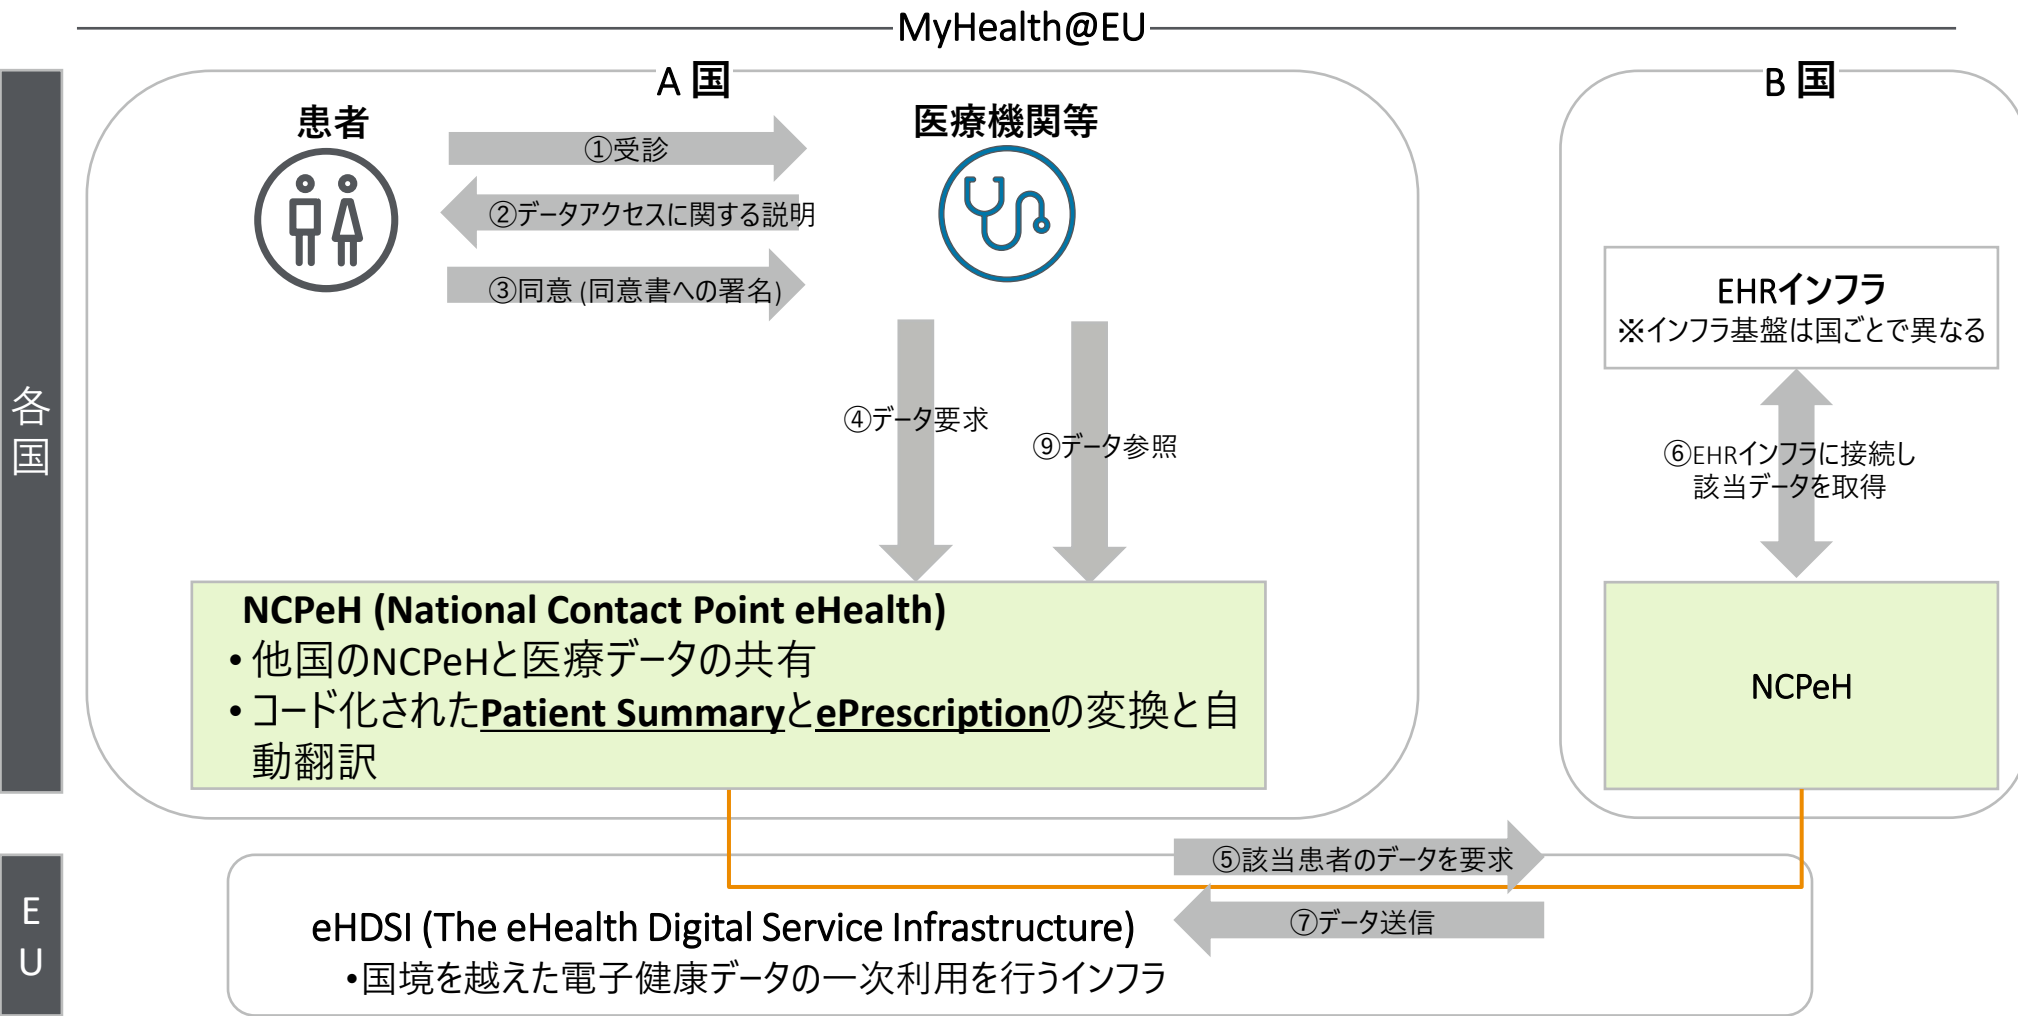 MyHealth@EU
各国
A 国
B 国
患者
医療機関等
①受診
②データアクセスに関する説明
③同意 (同意書への署名)
④データ要求
⑨データ参照
EHRインフラ
※インフラ基盤は国ごとで異なる
⑥EHRインフラに接続し
該当データを取得
NCPeH (National Contact Point eHealth)
• 他国のNCPeHと医療データの共有
• コード化されたPatient SummaryとePrescriptionの変換と自
動翻訳
NCPeH
EU
⑤該当患者のデータを要求
⑦データ送信
eHDSI (The eHealth Digital Service Infrastructure)
•国境を越えた電子健康データの一次利用を行うインフラ